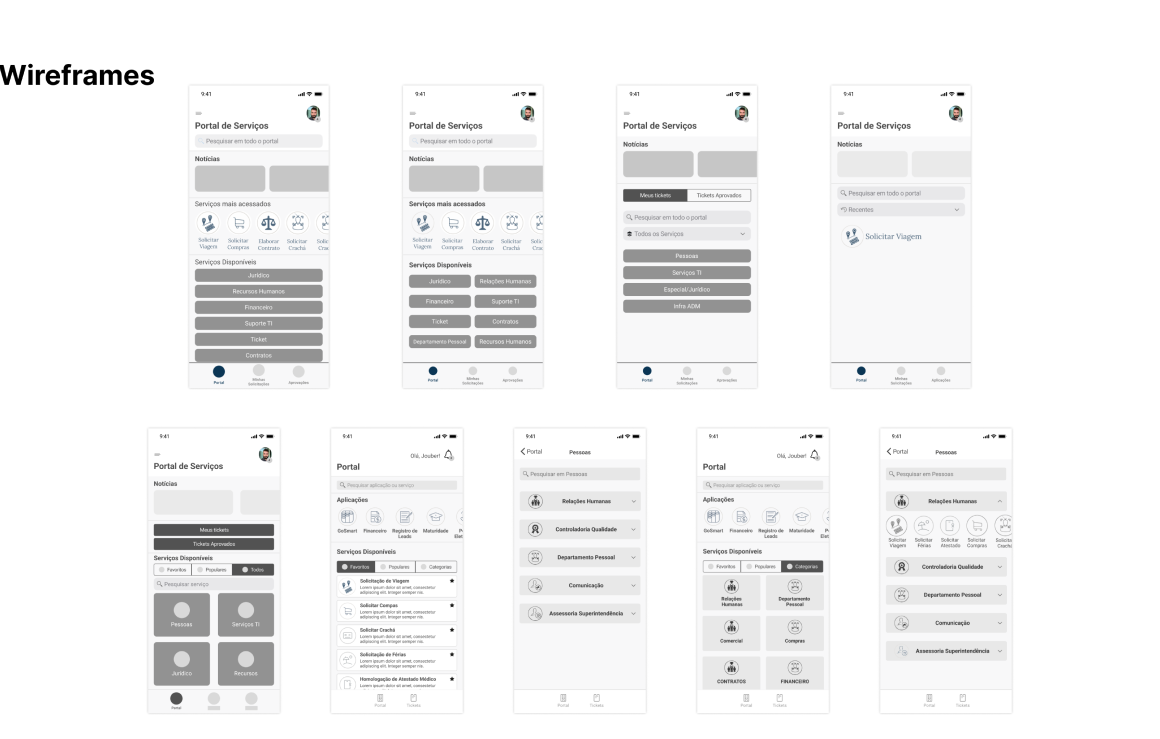 Wireframes
9:41
Portal de Serviços
Pesquisar em todo o portal
Notícias
Serviços mais acessados
Solicitar Viagem
Solicitar Compras
Elaborar Contrato
Solicitar Crachá
Solic
Crac
Serviços Disponíveis
Jurídico
Recursos Humanos
Financeiro
Suporte TI
Ticket
Contratos
Portal
Minhas Solicitações
Aprovações
9:41
Portal de Serviços
Pesquisar em todo o portal
Notícias
Serviços mais acessados
Solicitar Viagem
Solicitar Compras
Elaborar Contrato
Solicitar Crachá
Solic
Crac
Serviços Disponíveis
Jurídico
Relações Humanas
Financeiro
Suporte TI
Ticket
Contratos
Departamento Pessoal
Recursos Humanos
Portal
Minhas Solicitações
Aprovações
9:41
Portal de Serviços
Notícias
Meus tickets
Tickets Aprovados
Pesquisar em todo o portal
Todos os Serviços
Pessoas
Serviços TI
Especial/Jurídico
Infra ADM
Portal
Minhas Solicitações
Aprovações
9:41
Portal de Serviços
Notícias
Pesquisar em todo o portal
Recentes
Solicitar Viagem
Portal
Minhas Solicitações
Aplicações
9:41
Portal de Serviços
Notícias
Meus tickets
Tickets Aprovados
Serviços Disponíveis
Favoritos
Populares
Todos
Pesquisar serviço
Pessoas
Serviços TI
Jurídico
Recursos
Portal
9:41
Olá, Jouber!
Portal
Pesquisar aplicação ou serviço
Aplicações
GoSmart
Financeiro
Registro de Leads
Maturidade
P
Elet
Serviços Disponíveis
Favoritos
Populares
Categorias
Solicitação de Viagem
Lorem ipsum dolor sit amet, consectetur
adipiscing elit. Integer semper nis.
Solicitar Compas
Lorem ipsum dolor sit amet, consectetur
adipiscing elit. Integer semper nis.
Solicitar Crachá
Lorem ipsum dolor sit amet, consectetur
adipiscing elit. Integer semper nis.
Solicitação de Férias
Lorem ipsum dolor sit amet, consectetur
adipiscing elit. Integer semper nis.
Homologação de Atestado Médico
Lorem ipsum dolor sit amet, consectetur
Portal
Tickets
9:41
Portal
Pessoas
Pesquisar em Pessoas
Relações Humanas
Controladoria Qualidade
Departamento Pessoal
Comunicação
Assessoria Superintendência
Portal
Tickets
9:41
Olá, Jouber!
Portal
Pesquisar aplicação ou serviço
Aplicações
GoSmart
Financeiro
Registro de Leads
Maturidade
P
Elet
Serviços Disponíveis
Favoritos
Populares
Categorias
Relações Humanas
Departamento Pessoal
Comercial
Compras
CONTRATOS
FINANCEIRO
Portal
Tickets
9:41
Portal
Pessoas
Pesquisar em Pessoas
Relações Humanas
Solicitar Viagem
Solicitar Férias
Solicitar Atestado
Solicitar Compras
Solicita
Crachá
Controladoria Qualidade
Departamento Pessoal
Comunicação
Assessoria Superintendência
Portal
Tickets